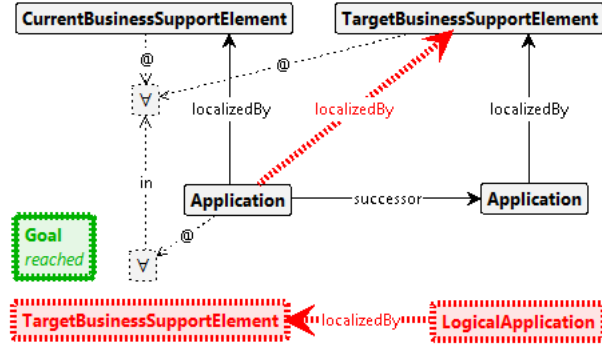 CurrentBusinessSupportElement TargetBusinessSupportElement
@ @
∀
localizedBy localizedBy localizedBy
in
Application successor Application
@
Goal
reached
∀
TargetBusinessSupportElement localizedBy LogicalApplication